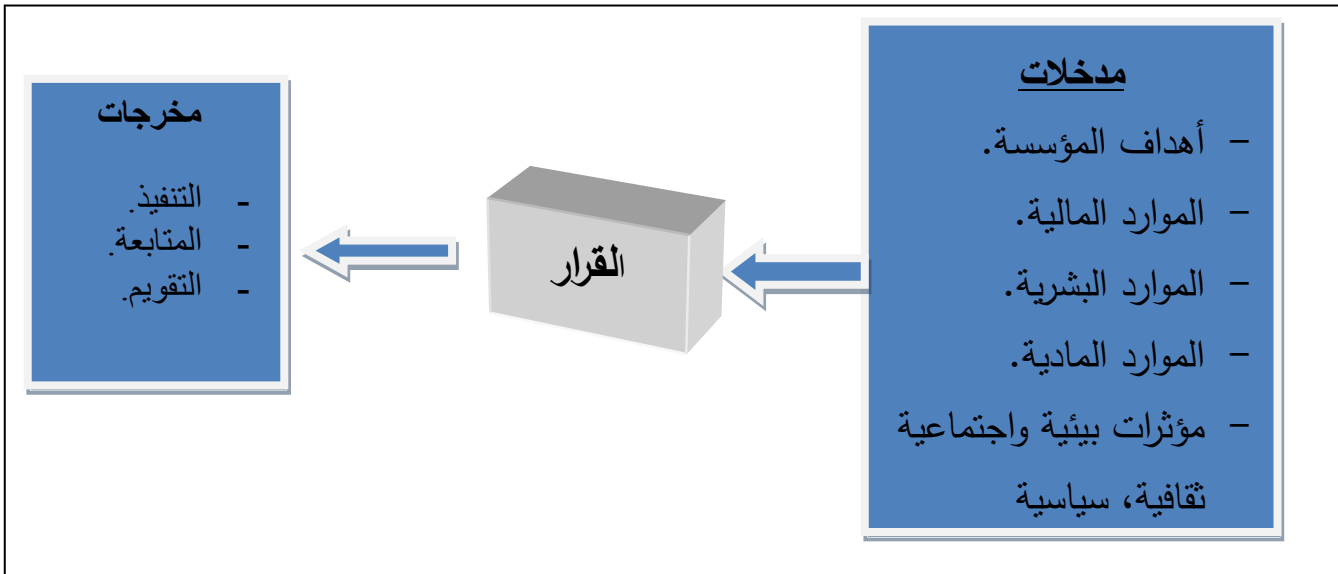 مدخلات
– أهداف المؤسسة.
– الموارد المالية.
– الموارد البشرية.
– الموارد المادية.
– مؤثرات بيئية واجتماعية
ثقافية، سياسية
القرار
مخرجات
- التنفيذ.
- المتابعة.
- التقويم.